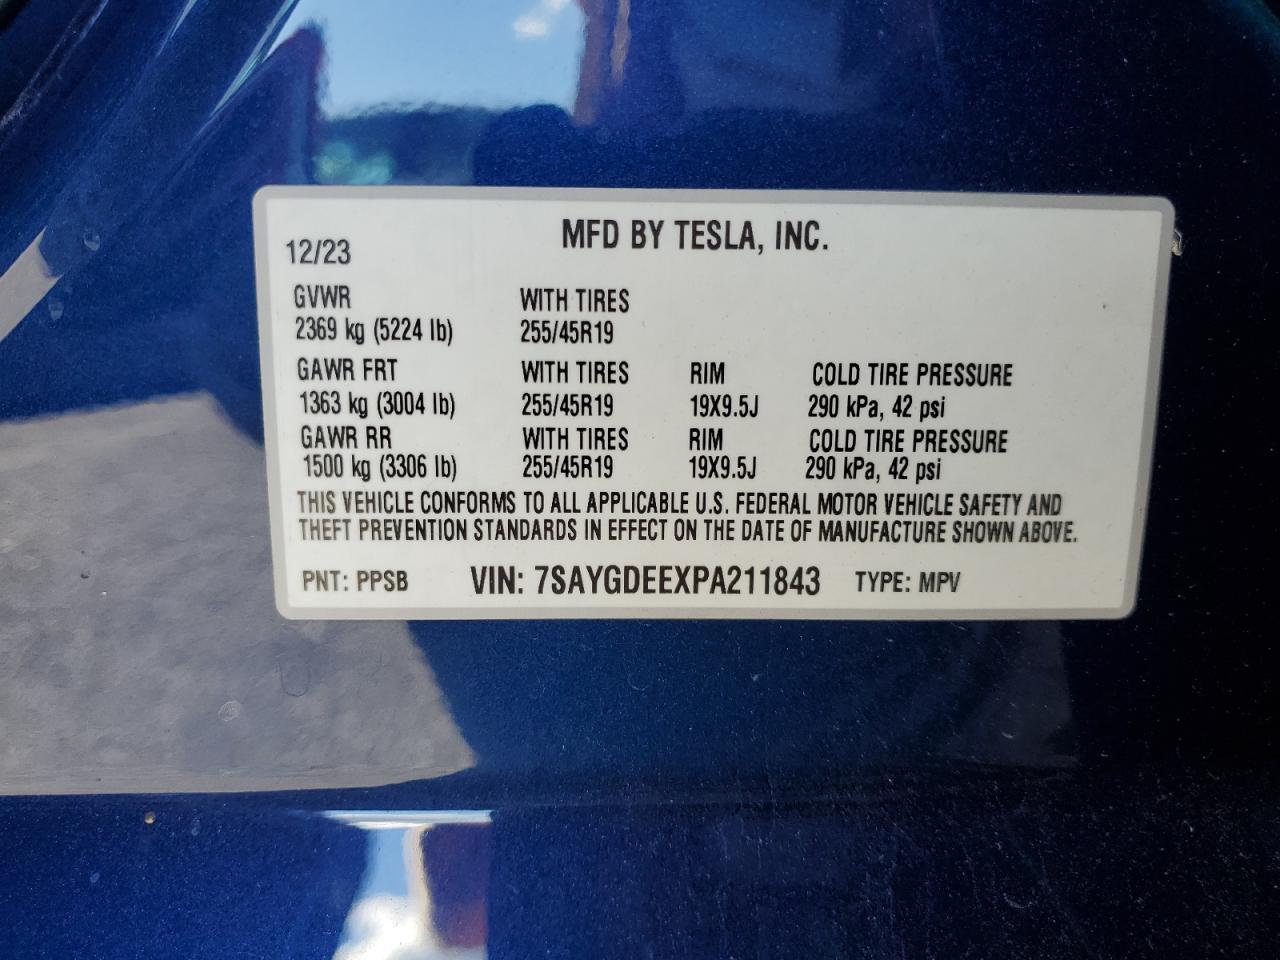 MFD BY TESLA, INC.
12/23
GVWR WITH TIRES
2369 kg (5224 lb) 255/45R19
GAWR FRT WITH TIRES RIM COLD TIRE PRESSURE
1363 kg (3004 lb) 255/45R19 19X9.5J 290 kPa, 42 psi
GAWR RR WITH TIRES RIM COLD TIRE PRESSURE
1500 kg (3306 lb) 255/45R19 19X9.5J 290 kPa, 42 psi
THIS VEHICLE CONFORMS TO ALL APPLICABLE U.S. FEDERAL MOTOR VEHICLE SAFETY AND
THEFT PREVENTION STANDARDS IN EFFECT ON THE DATE OF MANUFACTURE SHOWN ABOVE.
PNT: PPSB VIN: 7SAYGDEEXPA211843 TYPE: MPV